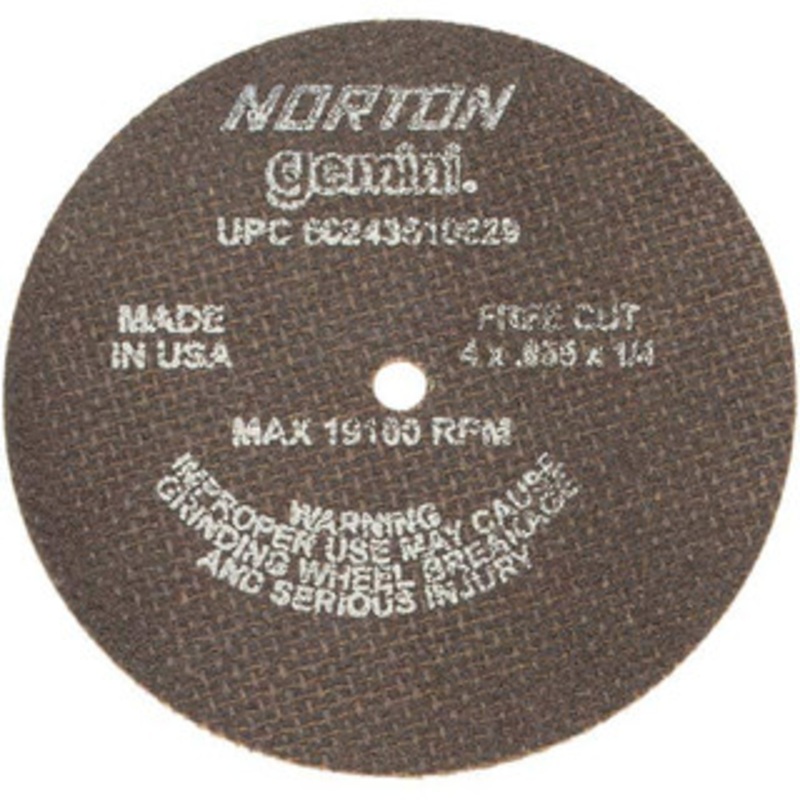 NORTON
gemini.
UPC
MADE
IN USA
FREE CUT
4 x x 1/4
MAX 19100 RPM
WARNING
IMPROPER USE MAY CAUSE
GRINDING WHEEL BREAKAGE
AND SERIOUS INJURY